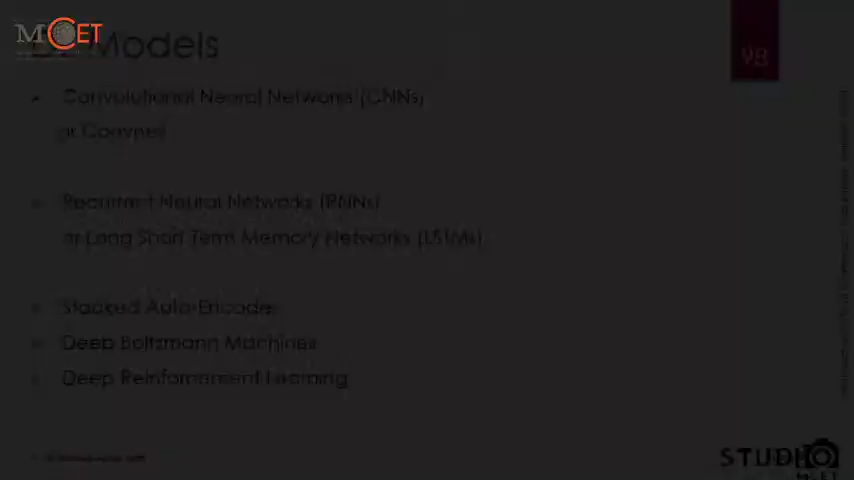 MCET
Models
98
Convolutional Neural Networks (CNNs)
or Convnet
Recurrent Neural Networks (RNNs)
or Long Short Term Memory Networks (LSTMs)
Stacked Auto-Encoder
Deep Boltzmann Machines
Deep Reinforcement Learning
STUDIO